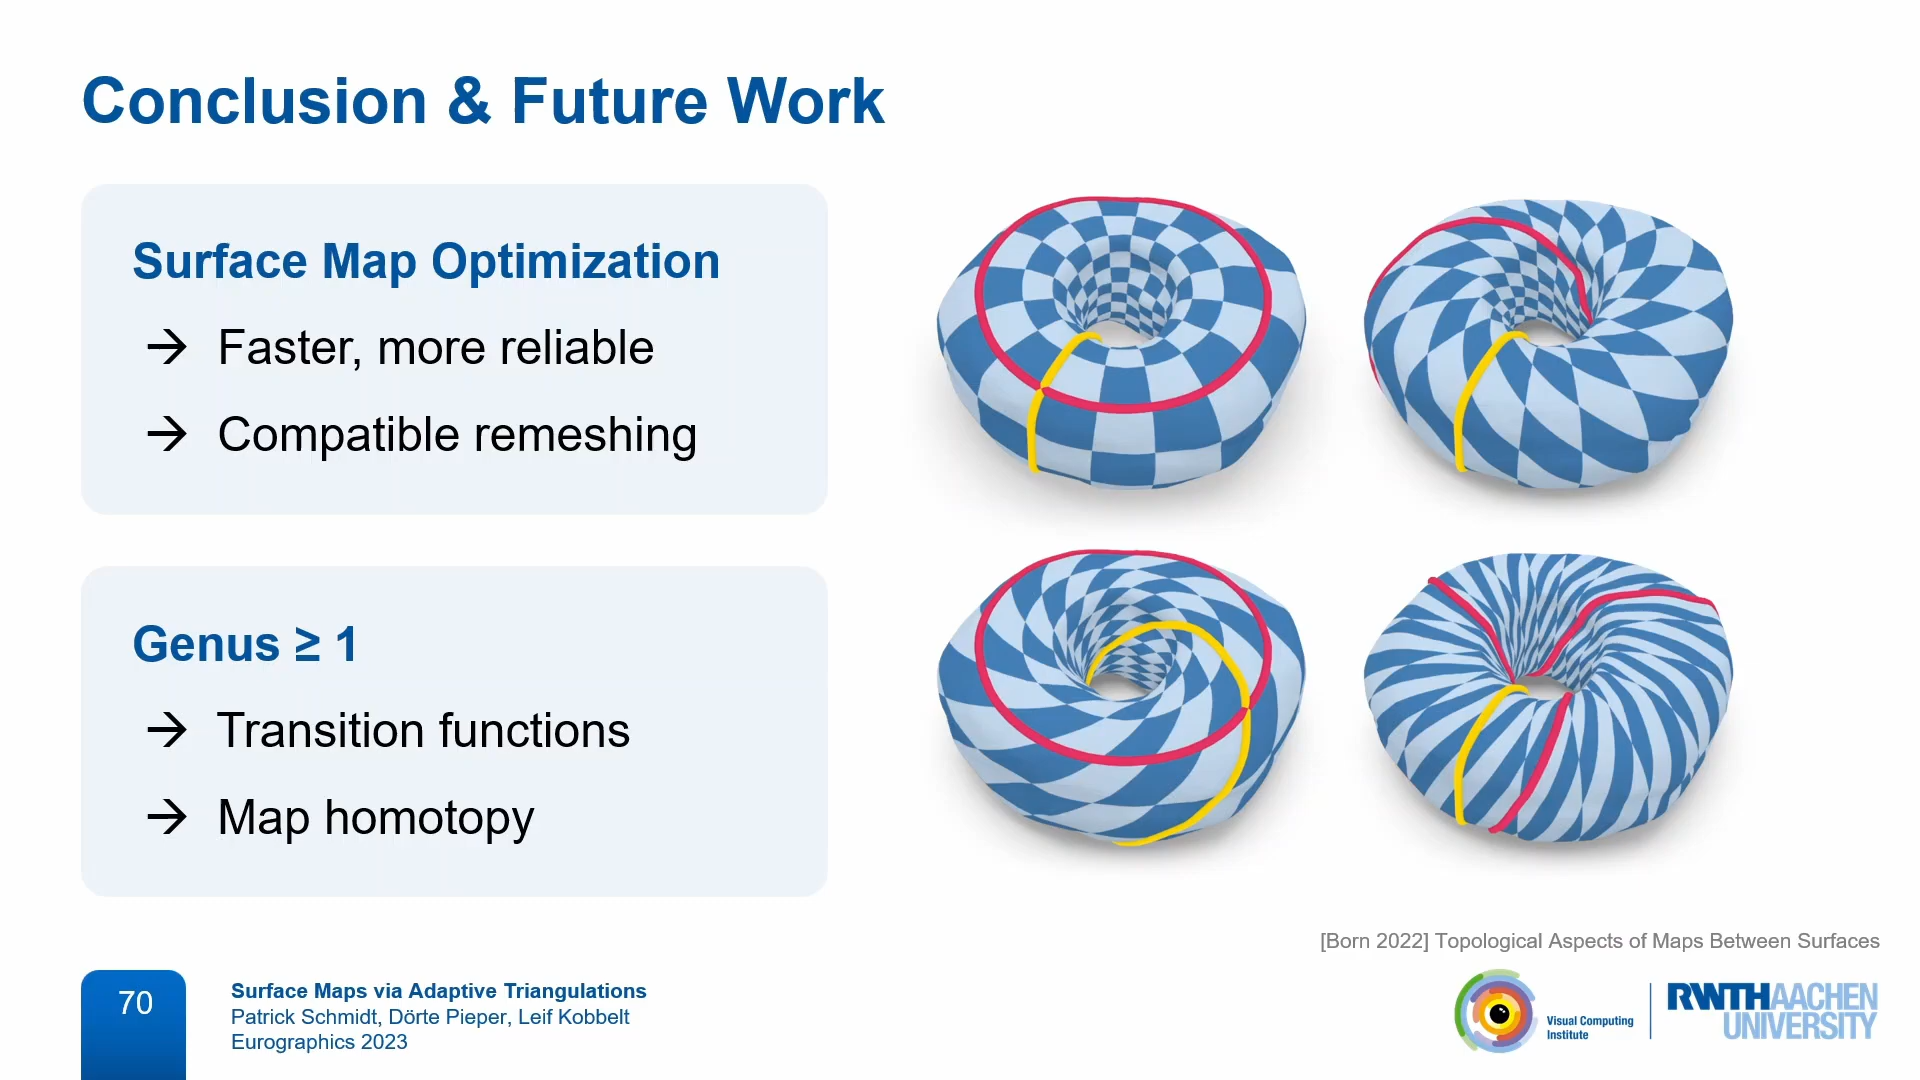 Conclusion & Future Work
Surface Map Optimization
→ Faster, more reliable
→ Compatible remeshing
Genus ≥ 1
→ Transition functions
→ Map homotopy
[Born 2022] Topological Aspects of Maps Between Surfaces
70
Surface Maps via Adaptive Triangulations
Patrick Schmidt, Dörte Pieper, Leif Kobbelt
Eurographics 2023
Visual Computing
Institute
RWTHAACHEN
UNIVERSITY